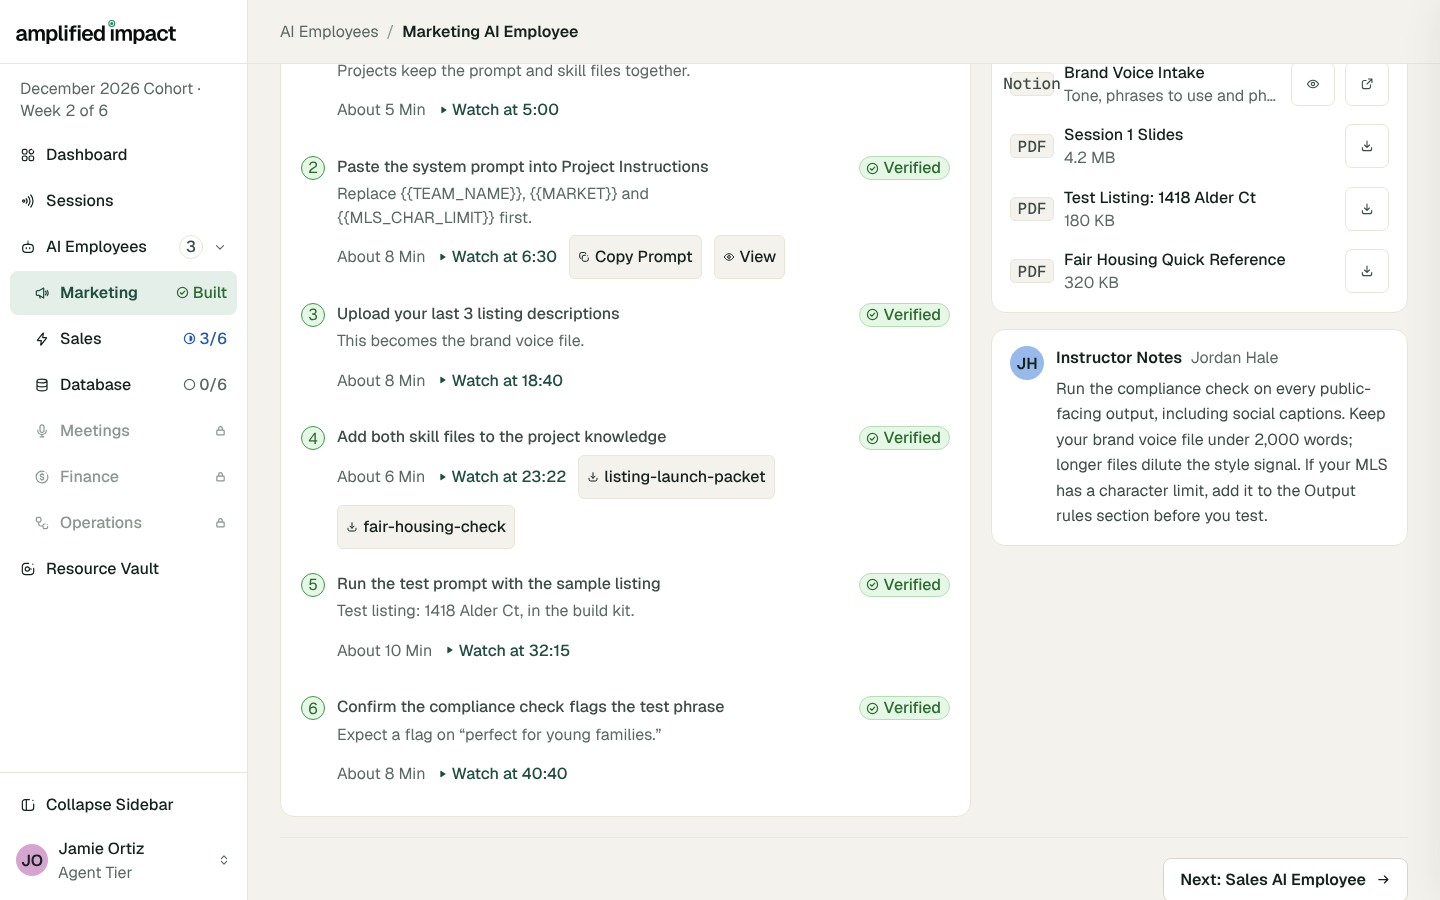 amplified impact
December 2026 Cohort ·
Week 2 of 6
Dashboard
Sessions
AI Employees 3
Marketing Built
Sales 3/6
Database 0/6
Meetings
Finance
Operations
Resource Vault
Collapse Sidebar
JO
Jamie Ortiz
Agent Tier
AI Employees / Marketing AI Employee
Projects keep the prompt and skill files together.
About 5 Min Watch at 5:00
2 Paste the system prompt into Project Instructions Verified
Replace {{TEAM_NAME}}, {{MARKET}} and
{{MLS_CHAR_LIMIT}} first.
About 8 Min Watch at 6:30 Copy Prompt View
3 Upload your last 3 listing descriptions Verified
This becomes the brand voice file.
About 8 Min Watch at 18:40
4 Add both skill files to the project knowledge Verified
About 6 Min Watch at 23:22 listing-launch-packet
fair-housing-check
5 Run the test prompt with the sample listing Verified
Test listing: 1418 Alder Ct, in the build kit.
About 10 Min Watch at 32:15
6 Confirm the compliance check flags the test phrase Verified
Expect a flag on “perfect for young families.”
About 8 Min Watch at 40:40
Notion Brand Voice Intake
Tone, phrases to use and ph...
PDF Session 1 Slides
4.2 MB
PDF Test Listing: 1418 Alder Ct
180 KB
PDF Fair Housing Quick Reference
320 KB
JH Instructor Notes Jordan Hale
Run the compliance check on every public-
facing output, including social captions. Keep
your brand voice file under 2,000 words;
longer files dilute the style signal. If your MLS
has a character limit, add it to the Output
rules section before you test.
Next: Sales AI Employee →